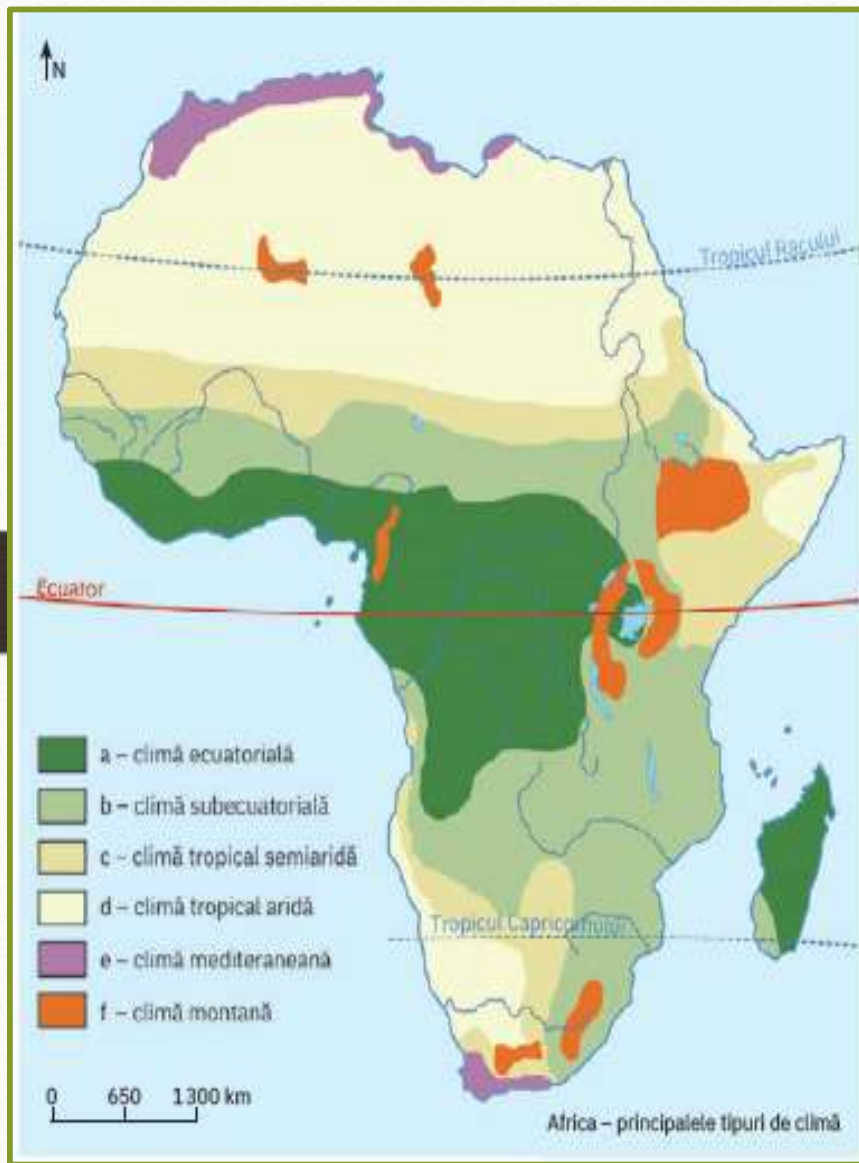 N
Tropicul Racului
Ecuator
a – climă ecuatorială
b – climă subecuatorială
c – climă tropical semiaridă
d – climă tropical aridă
Tropicul Capricornului
e – climă mediteraneană
f – climă montană
0 650 1300 km
Africa – principalele tipuri de climă